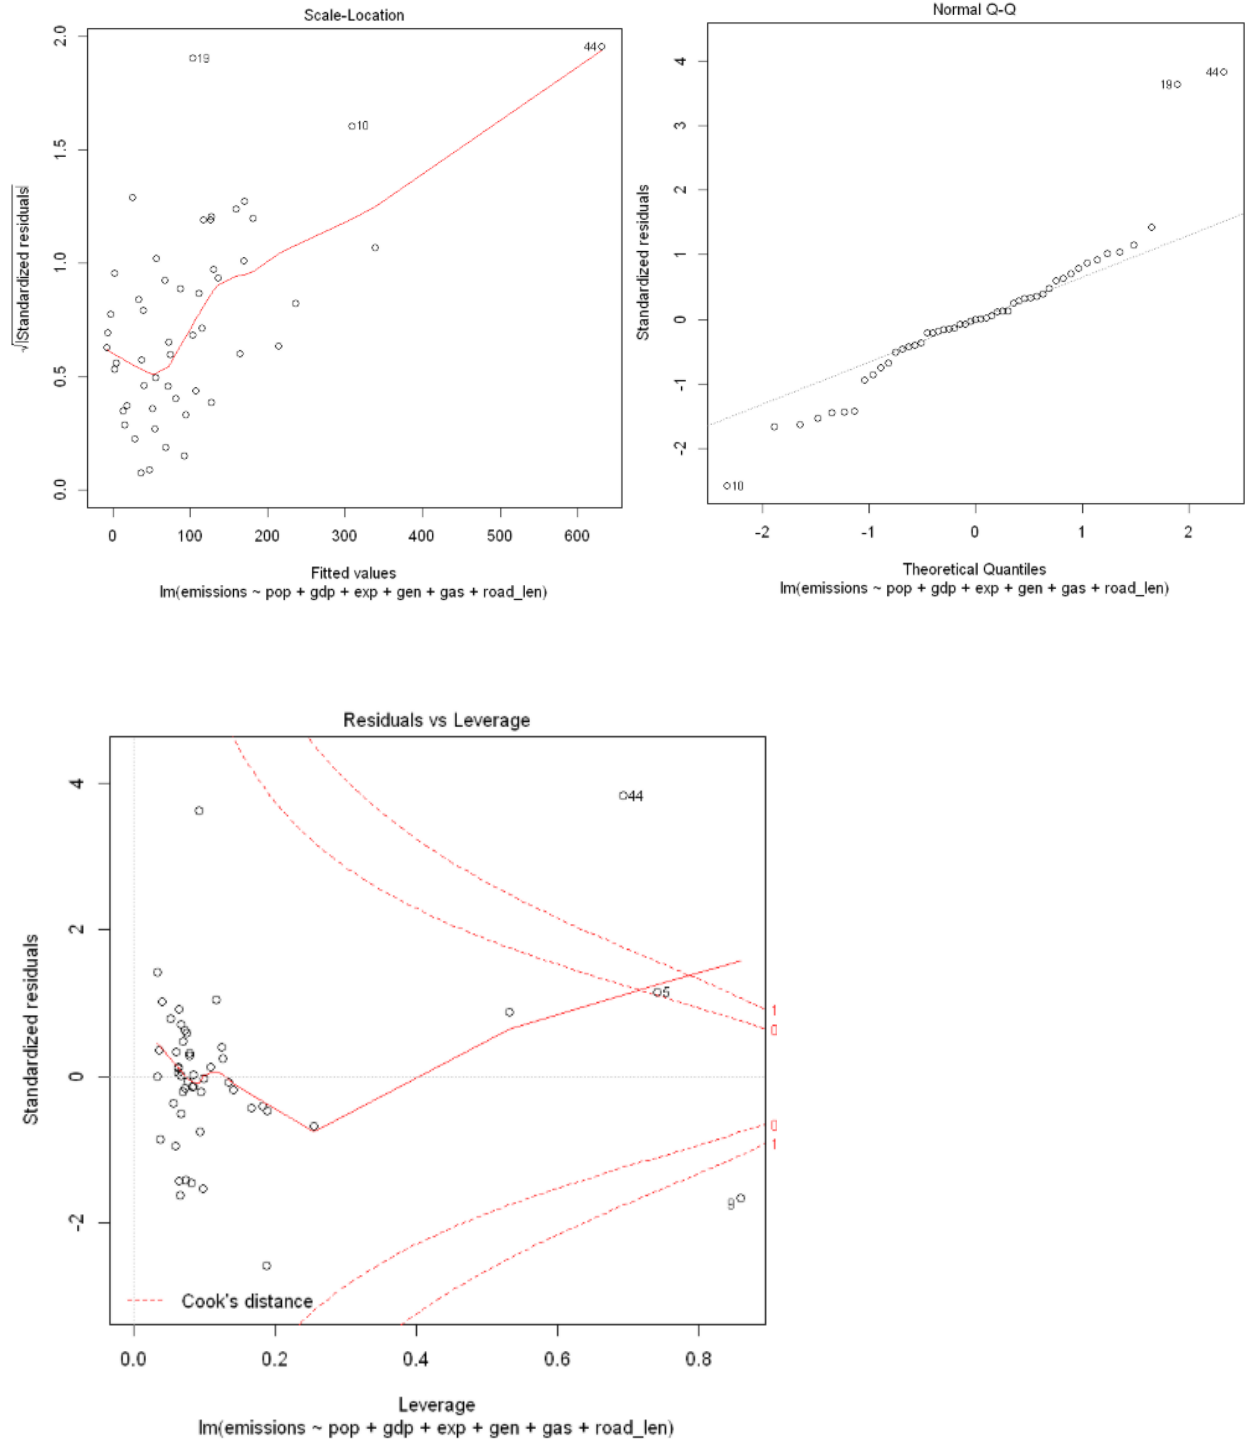 Scale-Location
2.0
1.5
1.0
0.5
0.0
√|Standardized residuals|
19
44
10
0 100 200 300 400 500 600
Fitted values
lm(emissions ~ pop + gdp + exp + gen + gas + road_len)
Normal Q-Q
4
3
2
1
0
-1
-2
Standardized residuals
19
44
10
-2 -1 0 1 2
Theoretical Quantiles
lm(emissions ~ pop + gdp + exp + gen + gas + road_len)
Residuals vs Leverage
4
2
0
-2
Standardized residuals
44
5
1
0
0
1
Cook's distance
0.0 0.2 0.4 0.6 0.8
Leverage
lm(emissions ~ pop + gdp + exp + gen + gas + road_len)